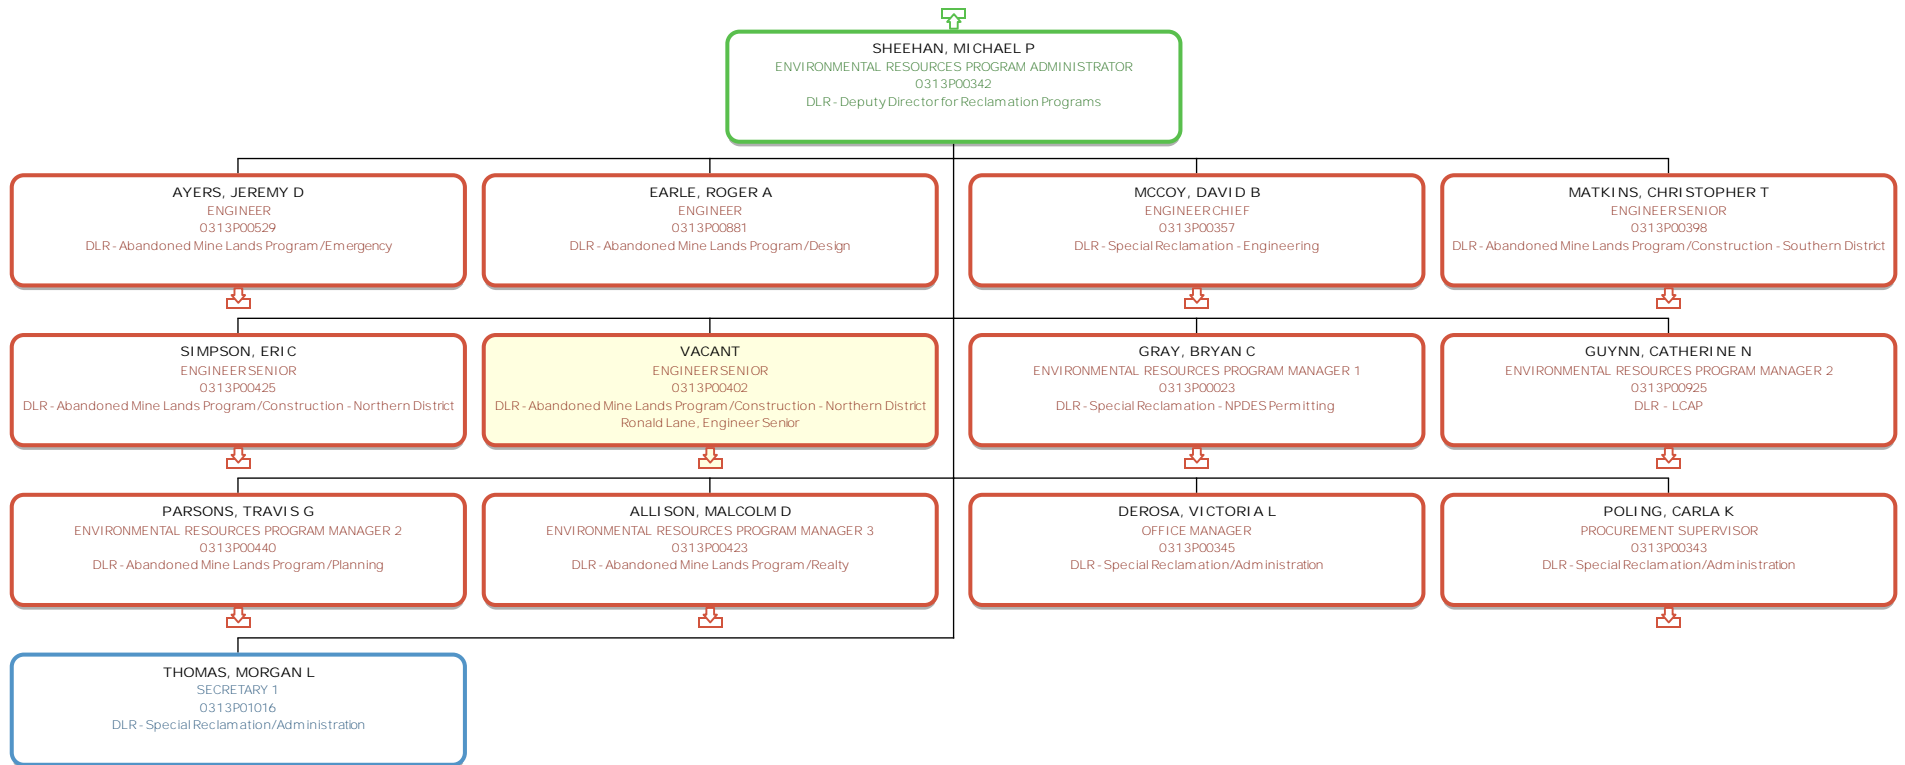 SHEEHAN, MICHAEL P
ENVIRONMENTAL RESOURCES PROGRAM ADMINISTRATOR
0313P00342
DLR - Deputy Director for Reclamation Programs
AYERS, JEREMY D
ENGINEER
0313P00529
DLR - Abandoned Mine Lands Program/Emergency
EARLE, ROGER A
ENGINEER
0313P00881
DLR - Abandoned Mine Lands Program/Design
MCCOY, DAVID B
ENGINEER CHIEF
0313P00357
DLR - Special Reclamation - Engineering
MATKINS, CHRISTOPHER T
ENGINEER SENIOR
0313P00398
DLR - Abandoned Mine Lands Program/Construction - Southern District
SIMPSON, ERIC
ENGINEER SENIOR
0313P00425
DLR - Abandoned Mine Lands Program/Construction - Northern District
VACANT
ENGINEER SENIOR
0313P00402
DLR - Abandoned Mine Lands Program/Construction - Northern District
Ronald Lane, Engineer Senior
GRAY, BRYAN C
ENVIRONMENTAL RESOURCES PROGRAM MANAGER 1
0313P00023
DLR - Special Reclamation - NPDES Permitting
GUYNN, CATHERINE N
ENVIRONMENTAL RESOURCES PROGRAM MANAGER 2
0313P00925
DLR - LCAP
PARSONS, TRAVIS G
ENVIRONMENTAL RESOURCES PROGRAM MANAGER 2
0313P00440
DLR - Abandoned Mine Lands Program/Planning
ALLISON, MALCOLM D
ENVIRONMENTAL RESOURCES PROGRAM MANAGER 3
0313P00423
DLR - Abandoned Mine Lands Program/Realty
DEROSA, VICTORIA L
OFFICE MANAGER
0313P00345
DLR - Special Reclamation/Administration
POLING, CARLA K
PROCUREMENT SUPERVISOR
0313P00343
DLR - Special Reclamation/Administration
THOMAS, MORGAN L
SECRETARY 1
0313P01016
DLR - Special Reclamation/Administration